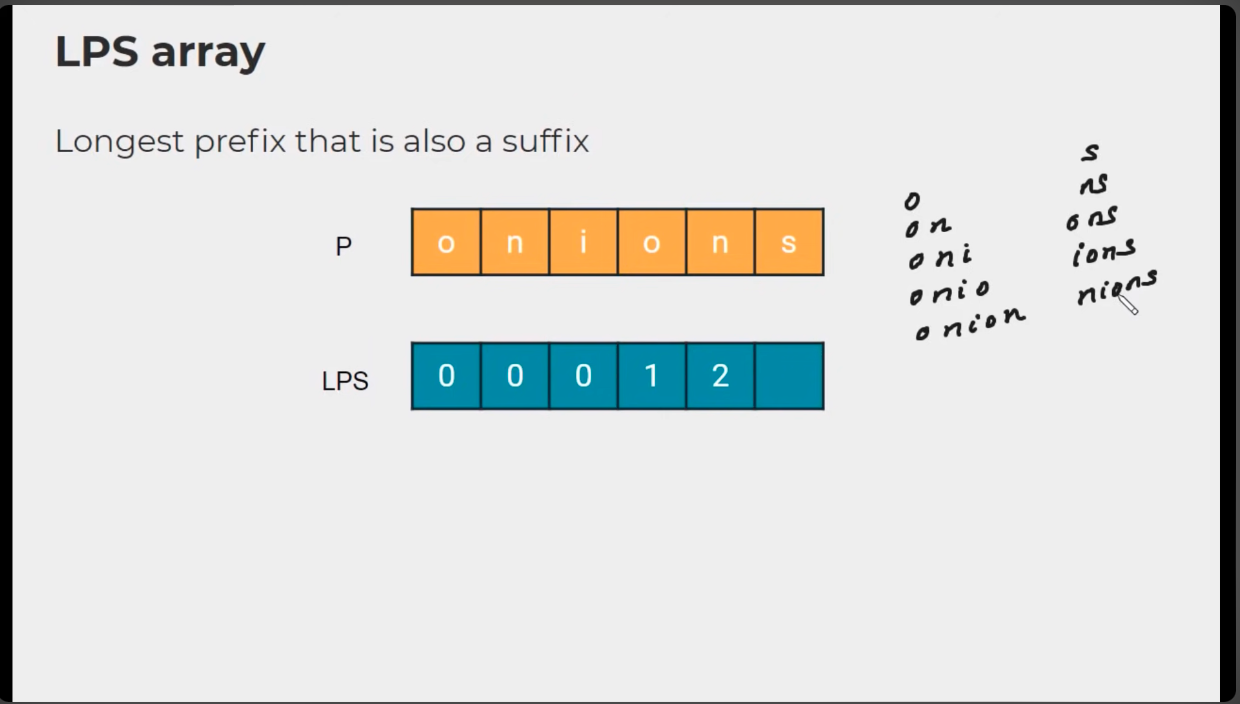 LPS array
Longest prefix that is also a suffix
P o n i o n s
LPS 0 0 0 1 2
o
on
oni
onio
onion
s
ns
ons
ions
nions